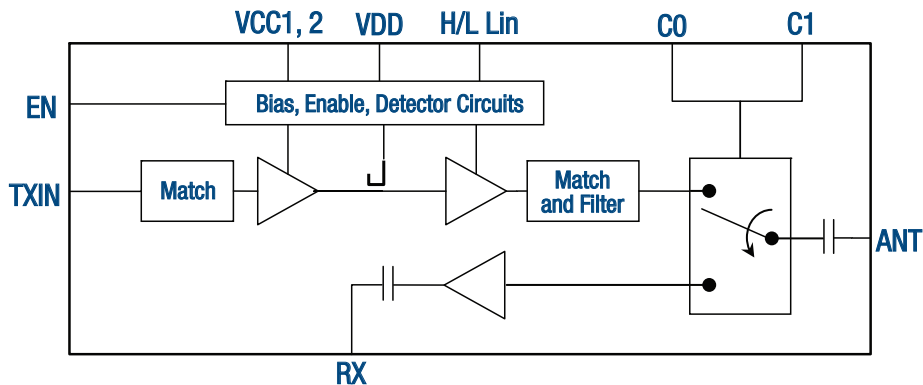 VCC1, 2
VDD
H/L Lin
C0
C1
EN
Bias, Enable, Detector Circuits
TXIN
Match
Match
and Filter
ANT
RX